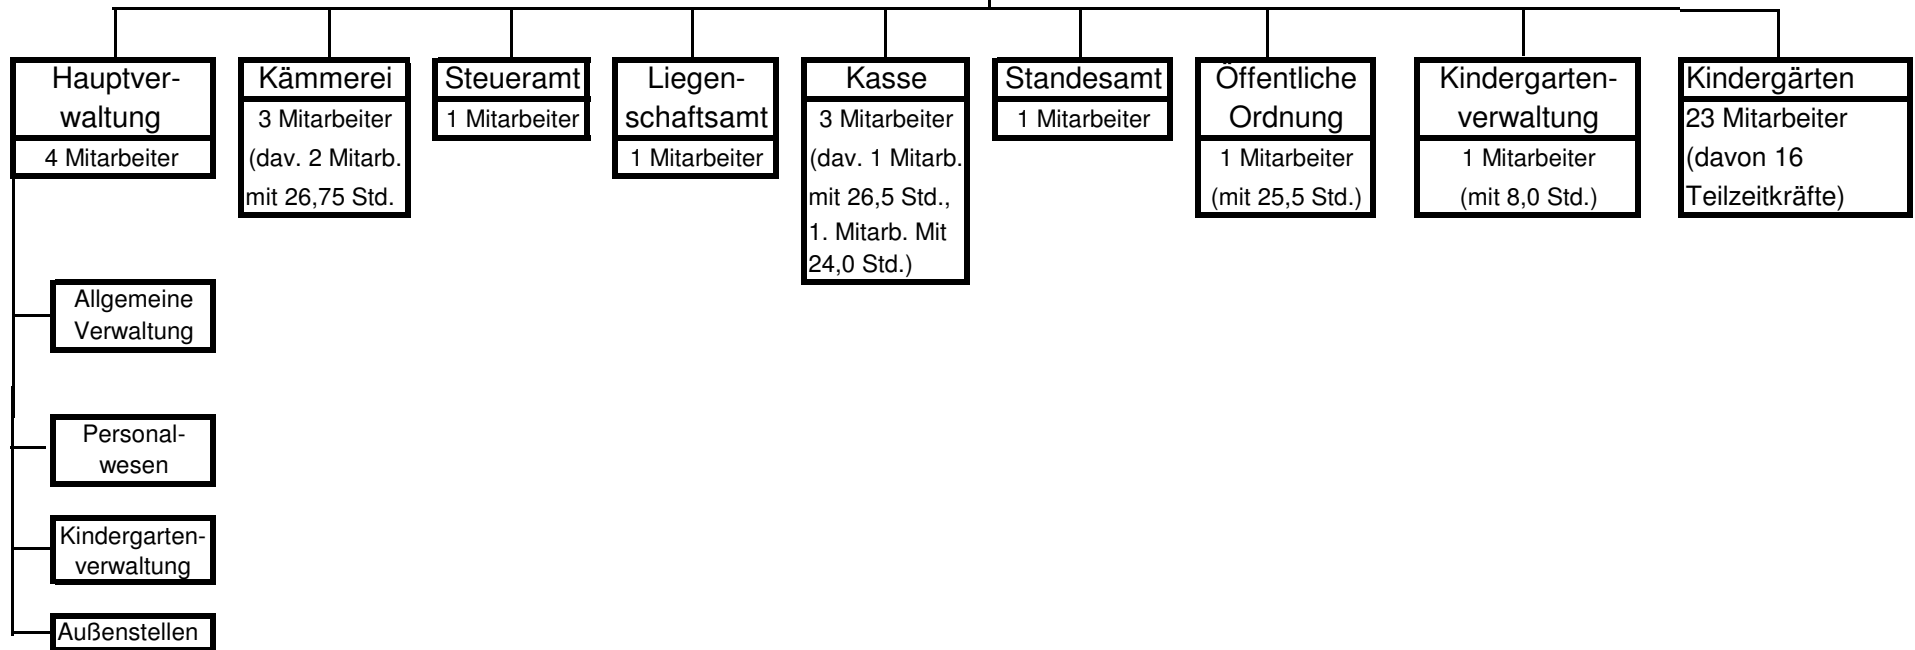 Hauptver-
waltung
4 Mitarbeiter
Kämmerei
3 Mitarbeiter
(dav. 2 Mitarb.
mit 26,75 Std.
Steueramt
1 Mitarbeiter
Liegen-
schaftsamt
1 Mitarbeiter
Kasse
3 Mitarbeiter
(dav. 1 Mitarb.
mit 26,5 Std.,
1. Mitarb. Mit
24,0 Std.)
Standesamt
1 Mitarbeiter
Öffentliche
Ordnung
1 Mitarbeiter
(mit 25,5 Std.)
Kindergarten-
verwaltung
1 Mitarbeiter
(mit 8,0 Std.)
Kindergärten
23 Mitarbeiter
(davon 16
Teilzeitkräfte)
Allgemeine
Verwaltung
Personal-
wesen
Kindergarten-
verwaltung
Außenstellen